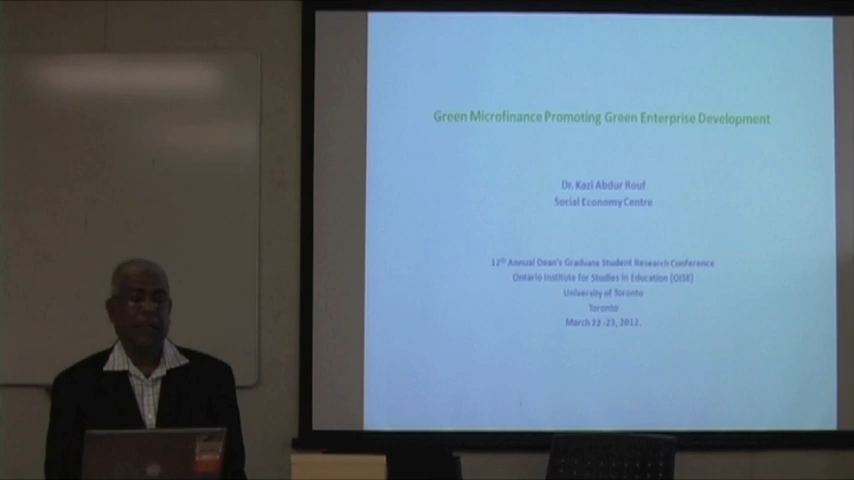 Green Microfinance Promoting Green Enterprise Development
Dr. Kazi Abdur Rouf
Social Economy Centre
12th Annual Dean's Graduate Student Research Conference
Ontario Institute for Studies in Education (OISE)
University of Toronto
Toronto
March 22 -23, 2012.